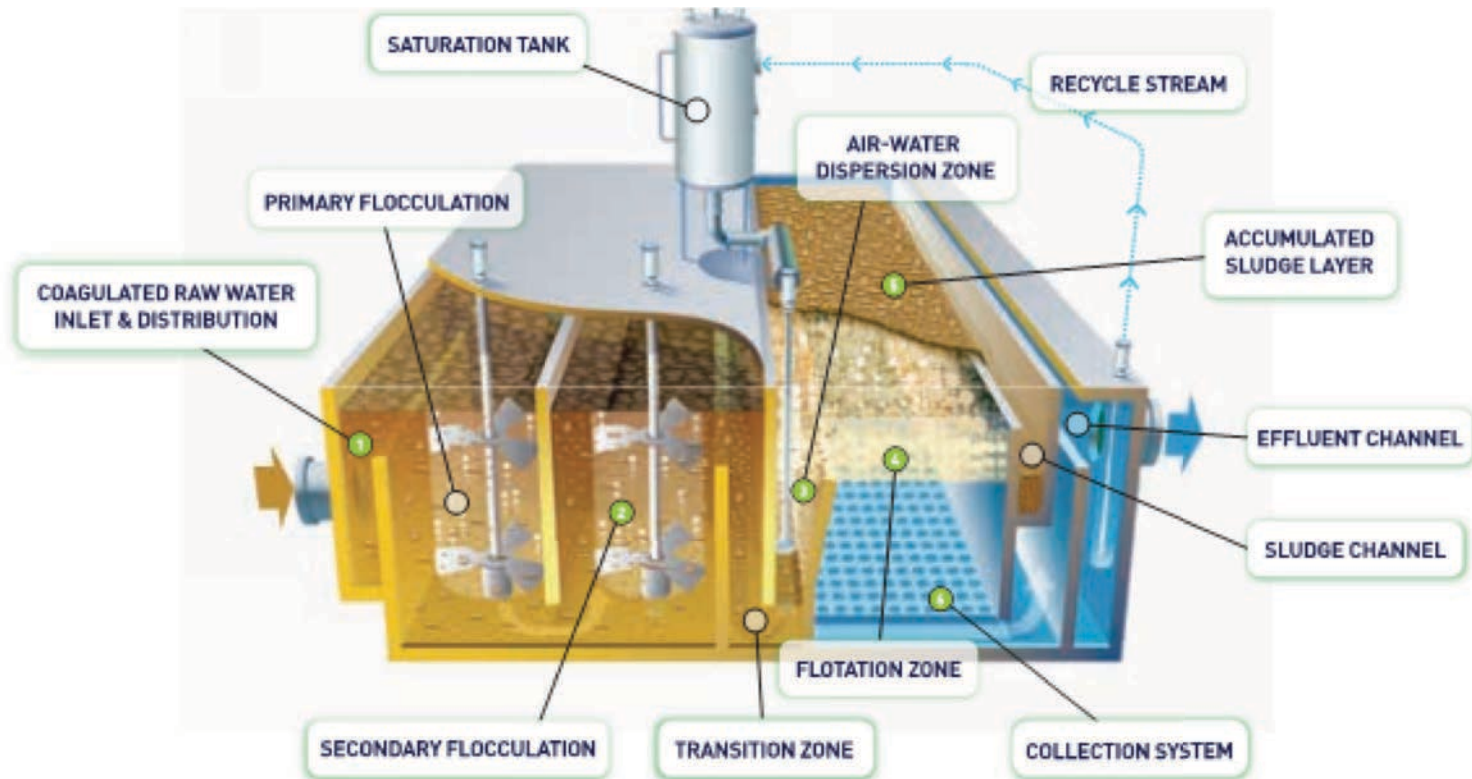 SATURATION TANK
RECYCLE STREAM
AIR-WATER
DISPERSION ZONE
PRIMARY FLOCCULATION
ACCUMULATED
SLUDGE LAYER
COAGULATED RAW WATER
INLET & DISTRIBUTION
5
1
2
3
4
6
EFFLUENT CHANNEL
SLUDGE CHANNEL
FLOTATION ZONE
SECONDARY FLOCCULATION
TRANSITION ZONE
COLLECTION SYSTEM